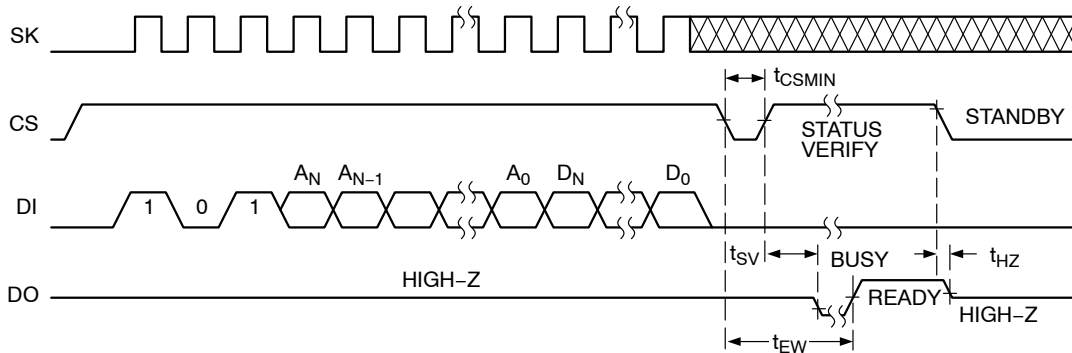 SK
t_CSMIN
CS
STATUS
VERIFY
STANDBY
A_N A_N−1 A_0 D_N D_0
DI
1 0 1
t_SV
BUSY
t_HZ
HIGH−Z
DO
READY
HIGH−Z
t_EW